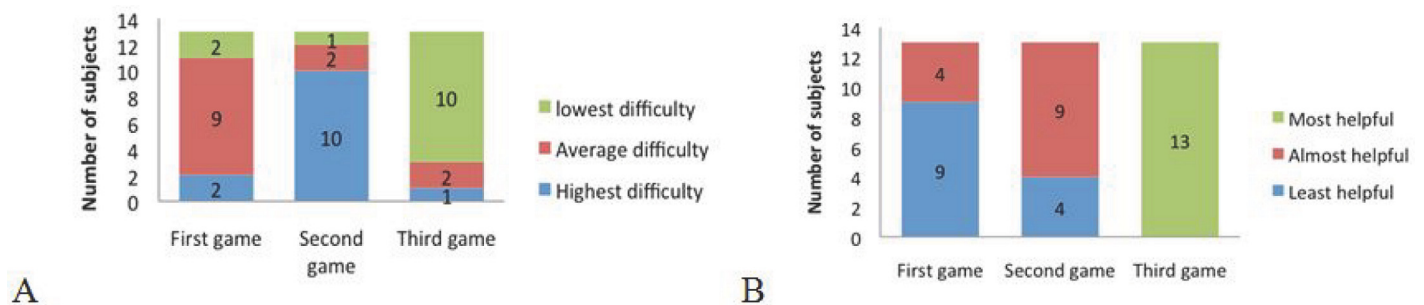 Number of subjects
14
12
10
8
6
4
2
0
2
9
2
1
2
10
10
2
1
First game
Second
game
Third game
lowest difficulty
Average difficulty
Highest difficulty
A
Number of subjects
14
12
10
8
6
4
2
0
4
9
9
4
13
First game
Second game
Third game
Most helpful
Almost helpful
Least helpful
B